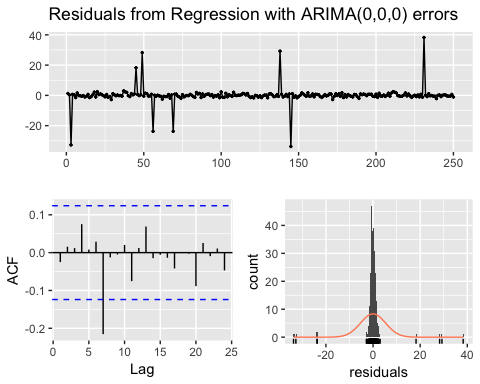 Residuals from Regression with ARIMA(0,0,0) errors
40
20
0
-20
0 50 100 150 200 250
ACF
0.1
0.0
-0.1
-0.2
0 5 10 15 20 25
Lag
count
40
30
20
10
0
-20 0 20 40
residuals